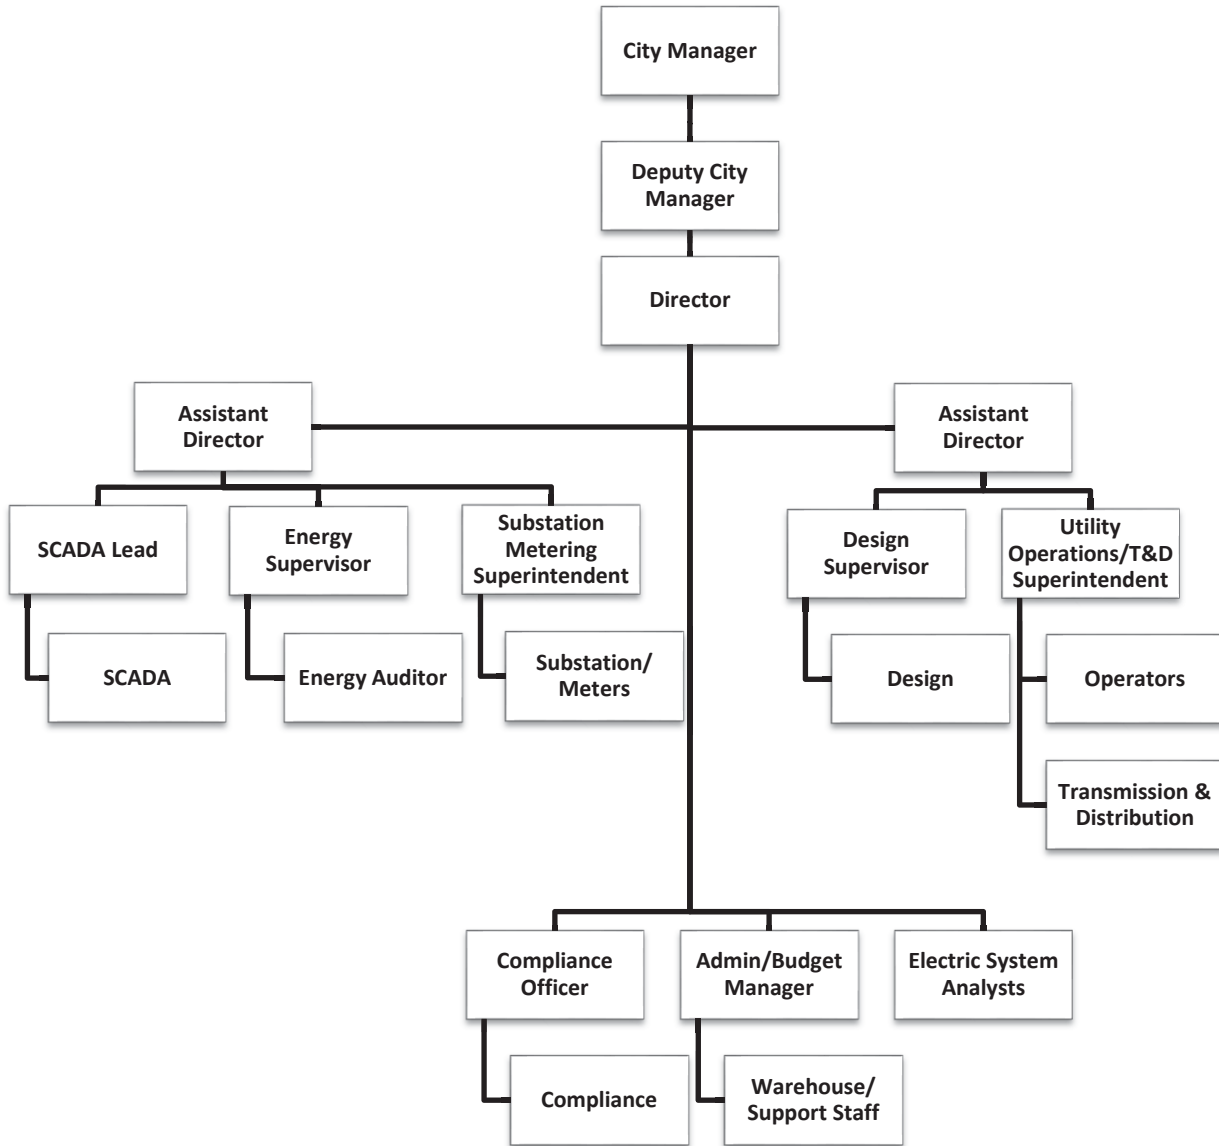 City Manager
Deputy City
Manager
Director
Assistant
Director
Assistant
Director
SCADA Lead
Energy
Supervisor
Substation
Metering
Superintendent
Design
Supervisor
Utility
Operations/T&D
Superintendent
SCADA
Energy Auditor
Substation/
Meters
Design
Operators
Transmission &
Distribution
Compliance
Officer
Admin/Budget
Manager
Electric System
Analysts
Compliance
Warehouse/
Support Staff